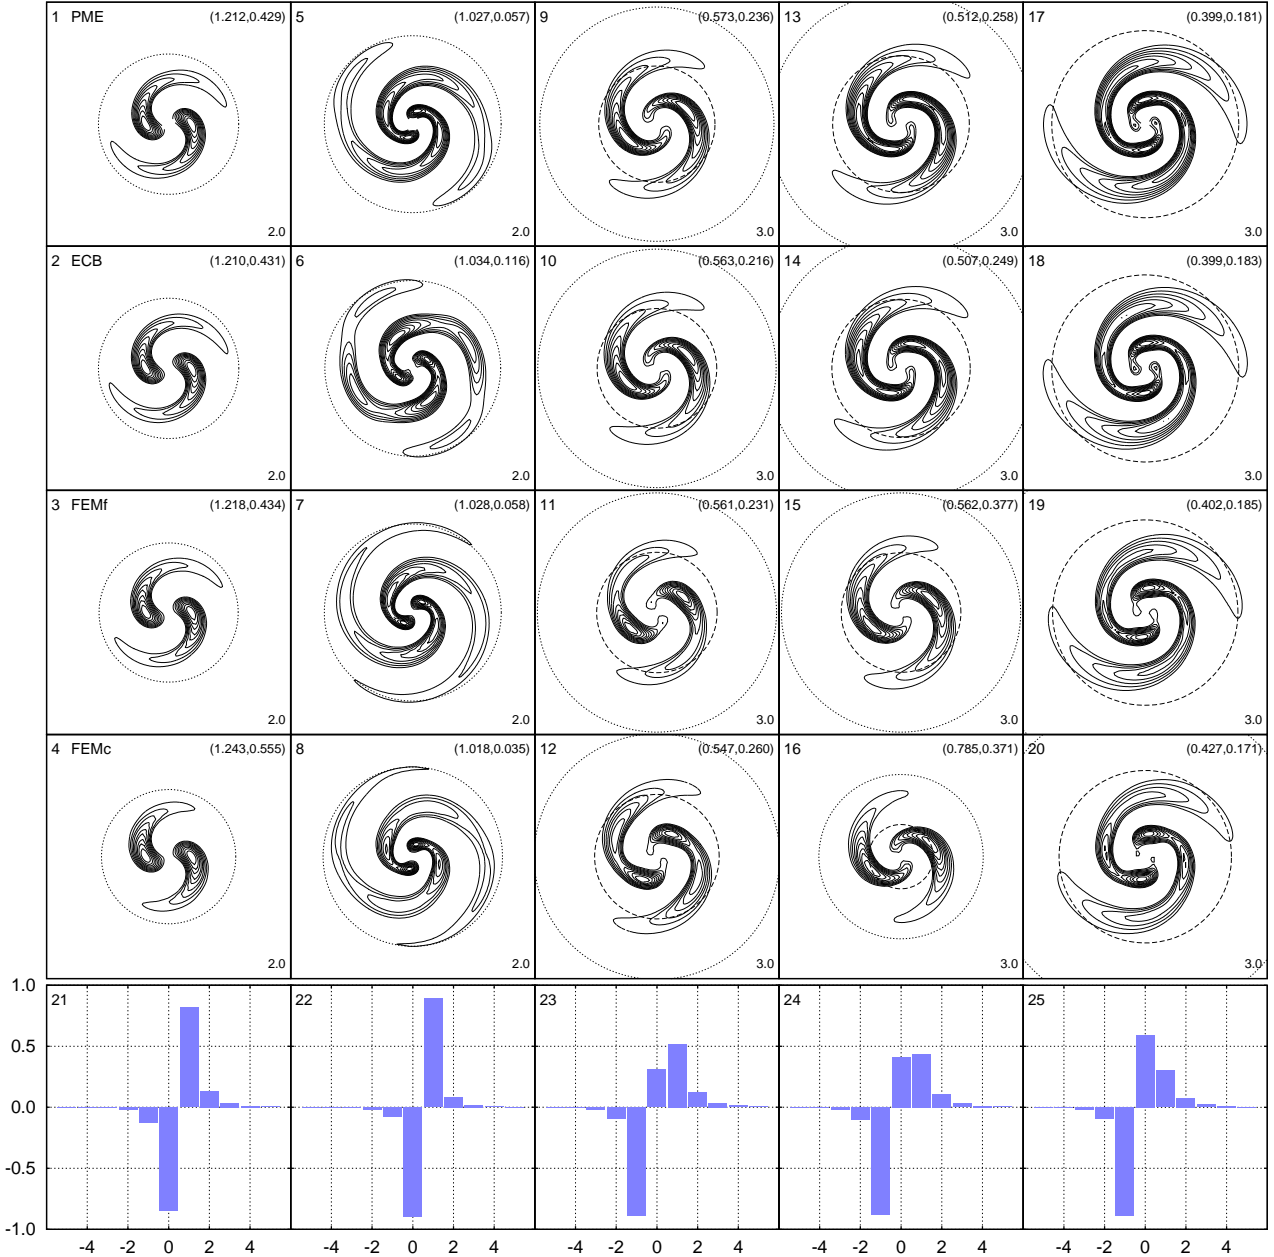 1 PME (1.212,0.429) 5 (1.027,0.057) 9 (0.573,0.236) 13 (0.512,0.258) 17 (0.399,0.181)
2.0 2.0 3.0 3.0 3.0
2 ECB (1.210,0.431) 6 (1.034,0.116) 10 (0.563,0.216) 14 (0.507,0.249) 18 (0.399,0.183)
2.0 2.0 3.0 3.0 3.0
3 FEMf (1.218,0.434) 7 (1.028,0.058) 11 (0.561,0.231) 15 (0.562,0.377) 19 (0.402,0.185)
2.0 2.0 3.0 3.0 3.0
4 FEMc (1.243,0.555) 8 (1.018,0.035) 12 (0.547,0.260) 16 (0.785,0.371) 20 (0.427,0.171)
2.0 2.0 3.0 3.0 3.0
1.0 21 22 23 24 25
0.5
0.0
-0.5
-1.0
-4 -2 0 2 4 -4 -2 0 2 4 -4 -2 0 2 4 -4 -2 0 2 4 -4 -2 0 2 4